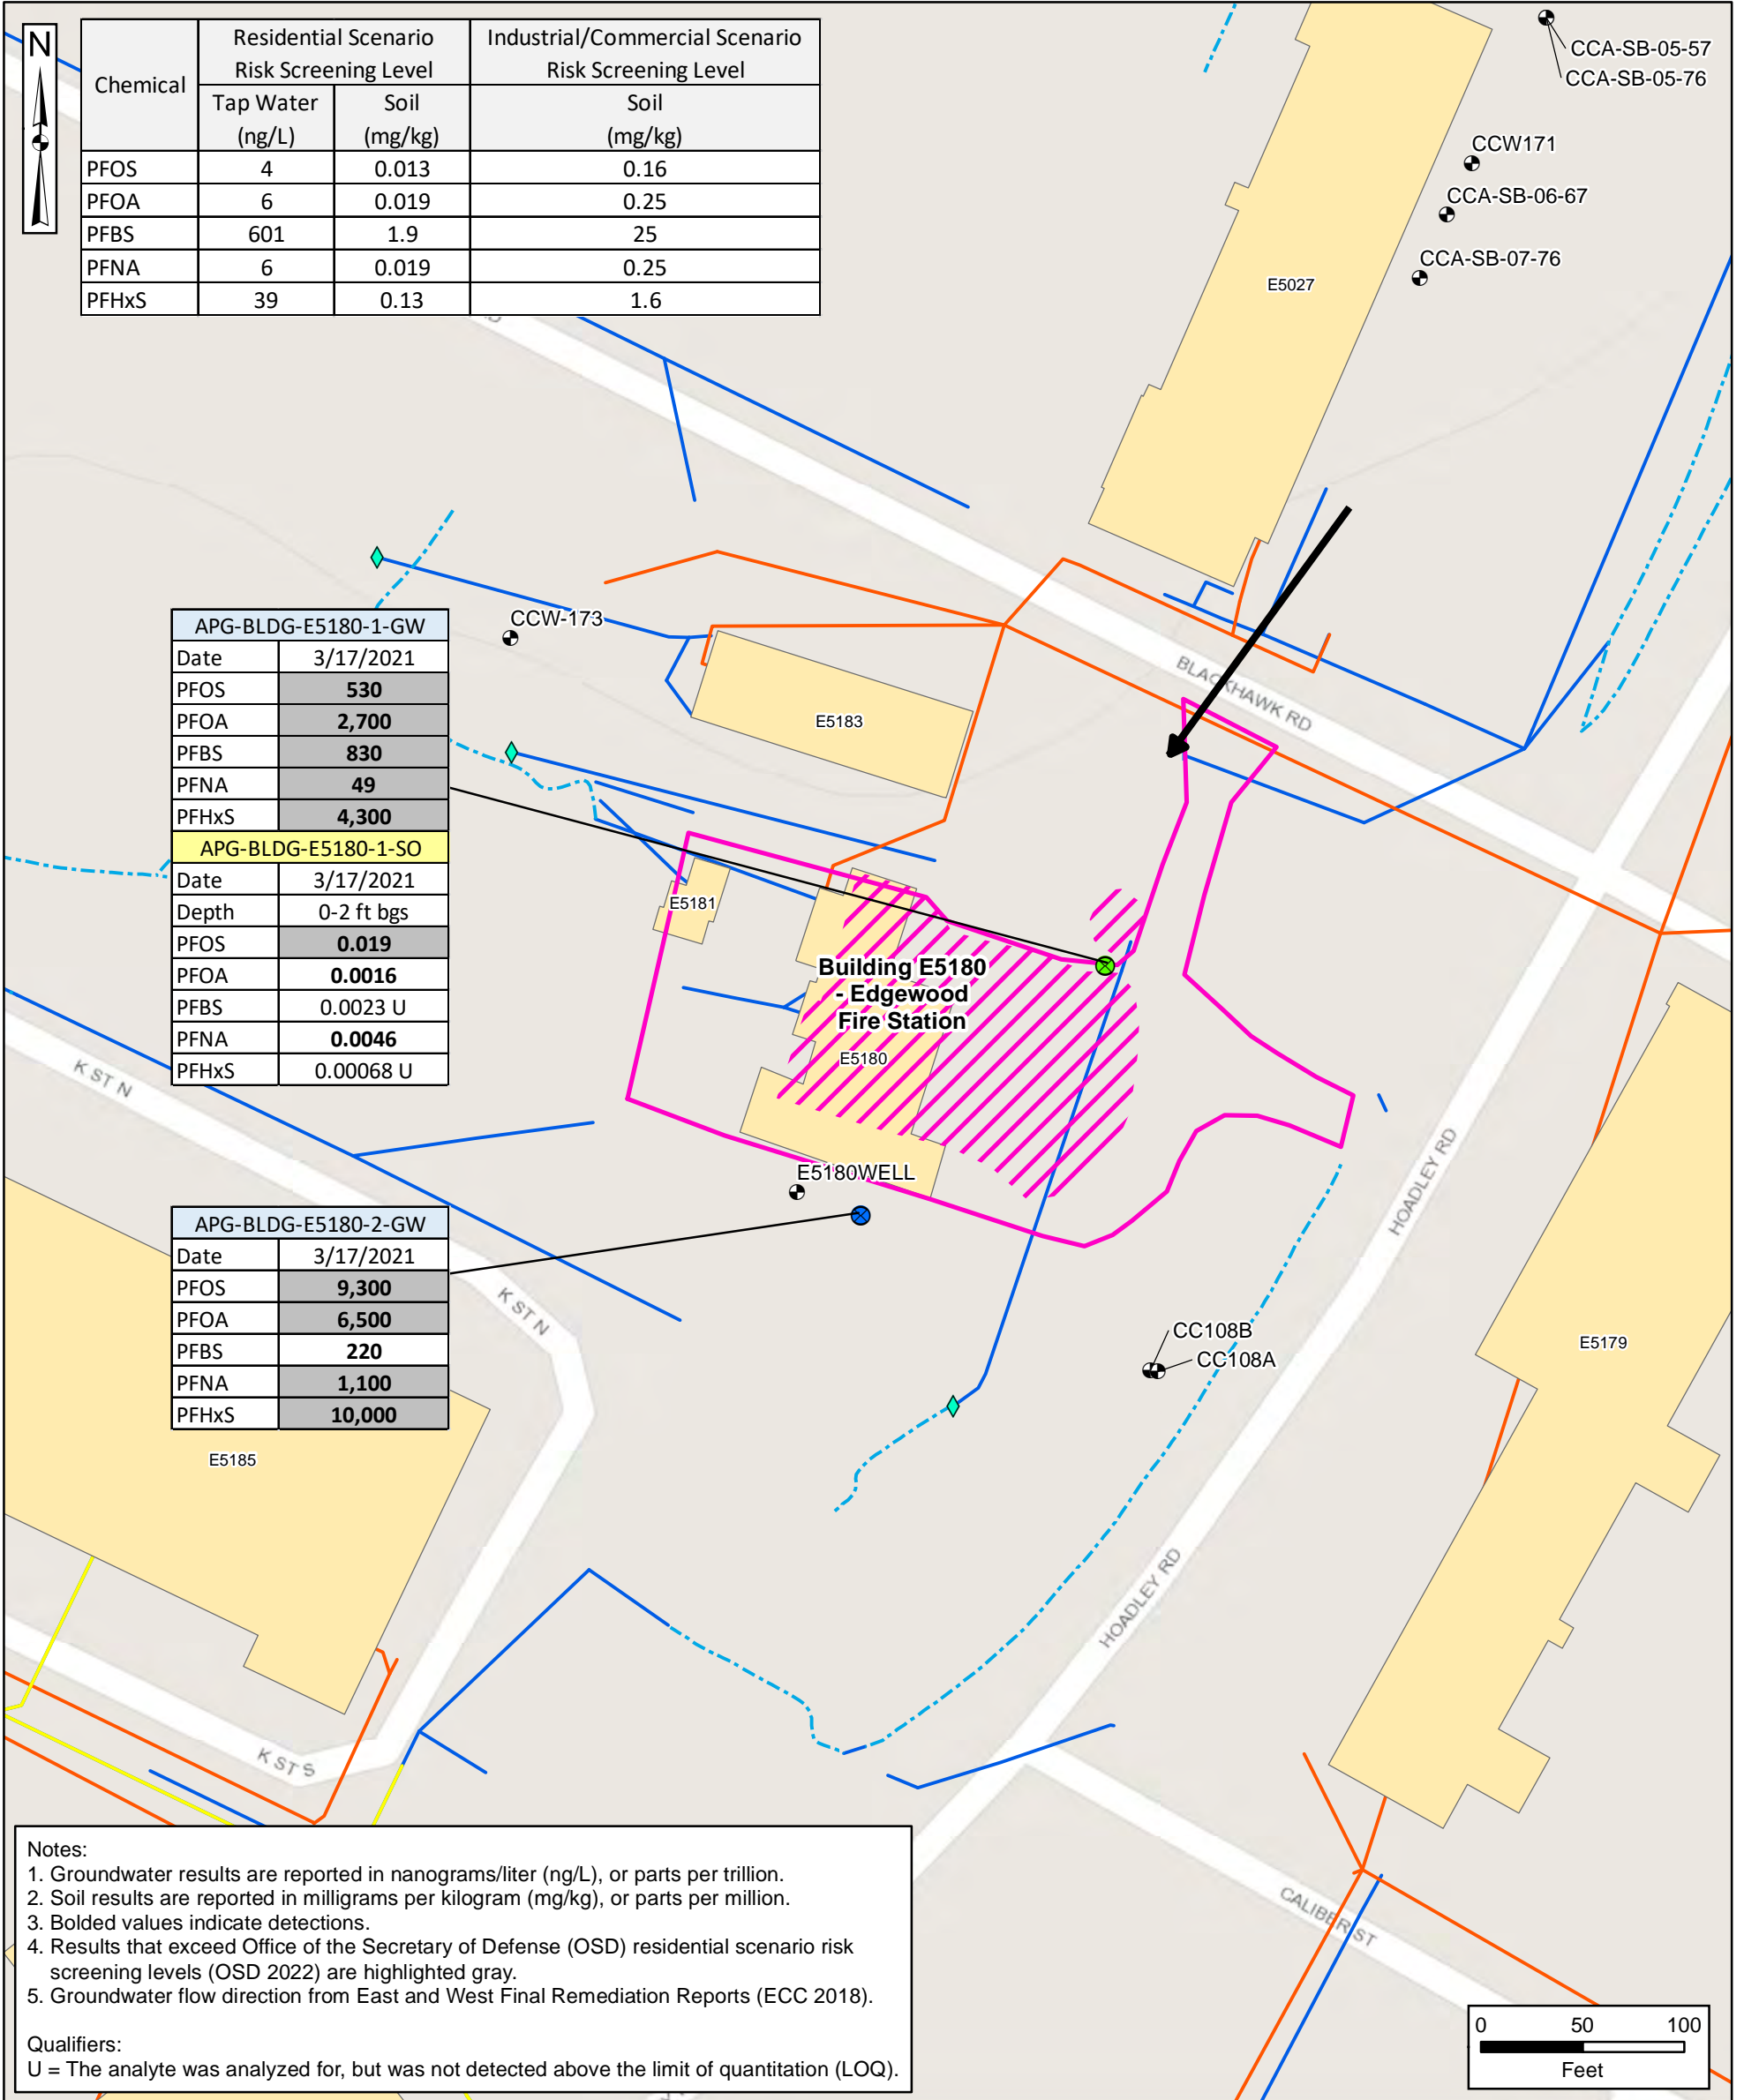 N
Chemical
Residential Scenario
Risk Screening Level
Industrial/Commercial Scenario
Risk Screening Level
Tap Water
(ng/L)
Soil
(mg/kg)
Soil
(mg/kg)
PFOS 4 0.013 0.16
PFOA 6 0.019 0.25
PFBS 601 1.9 25
PFNA 6 0.019 0.25
PFHxS 39 0.13 1.6
CCA-SB-05-57
CCA-SB-05-76
CCW171
CCA-SB-06-67
CCA-SB-07-76
E5027
CCW-173
BLACKHAWK RD
E5183
APG-BLDG-E5180-1-GW
Date 3/17/2021
PFOS 530
PFOA 2,700
PFBS 830
PFNA 49
PFHxS 4,300
APG-BLDG-E5180-1-SO
Date 3/17/2021
Depth 0-2 ft bgs
PFOS 0.019
PFOA 0.0016
PFBS 0.0023 U
PFNA 0.0046
PFHxS 0.00068 U
E5181
Building E5180
- Edgewood
Fire Station
E5180
K ST N
E5180WELL
HOADLEY RD
APG-BLDG-E5180-2-GW
Date 3/17/2021
PFOS 9,300
PFOA 6,500
PFBS 220
PFNA 1,100
PFHxS 10,000
K ST N
CC108B
CC108A
E5179
E5185
HOADLEY RD
K ST S
CALIBER ST
Notes:
1. Groundwater results are reported in nanograms/liter (ng/L), or parts per trillion.
2. Soil results are reported in milligrams per kilogram (mg/kg), or parts per million.
3. Bolded values indicate detections.
4. Results that exceed Office of the Secretary of Defense (OSD) residential scenario risk
screening levels (OSD 2022) are highlighted gray.
5. Groundwater flow direction from East and West Final Remediation Reports (ECC 2018).
Qualifiers:
U = The analyte was analyzed for, but was not detected above the limit of quantitation (LOQ).
0 50 100
Feet